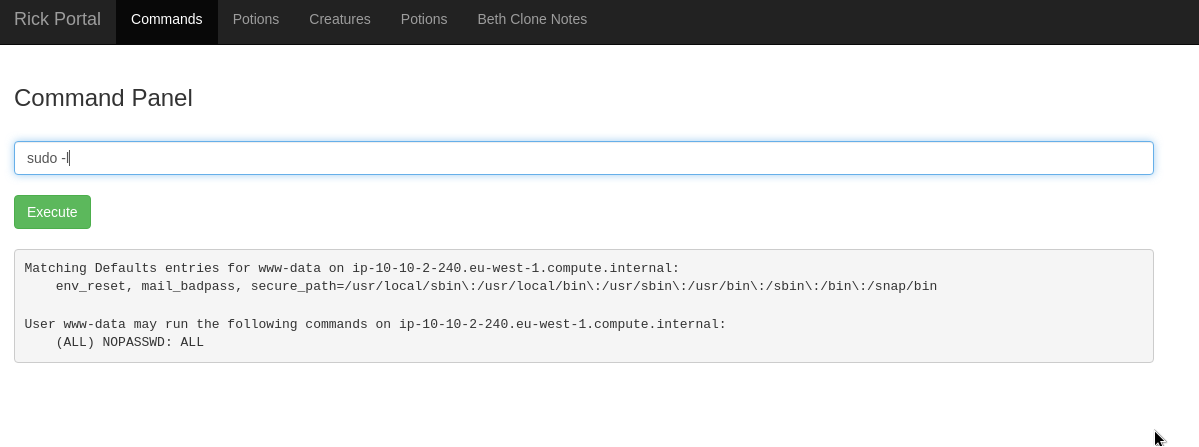 Rick Portal Commands Potions Creatures Potions Beth Clone Notes
Command Panel
sudo -l
Execute
Matching Defaults entries for www-data on ip-10-10-2-240.eu-west-1.compute.internal:
    env_reset, mail_badpass, secure_path=/usr/local/sbin\:/usr/local/bin\:/usr/sbin\:/usr/bin\:/sbin\:/bin\:/snap/bin
User www-data may run the following commands on ip-10-10-2-240.eu-west-1.compute.internal:
    (ALL) NOPASSWD: ALL